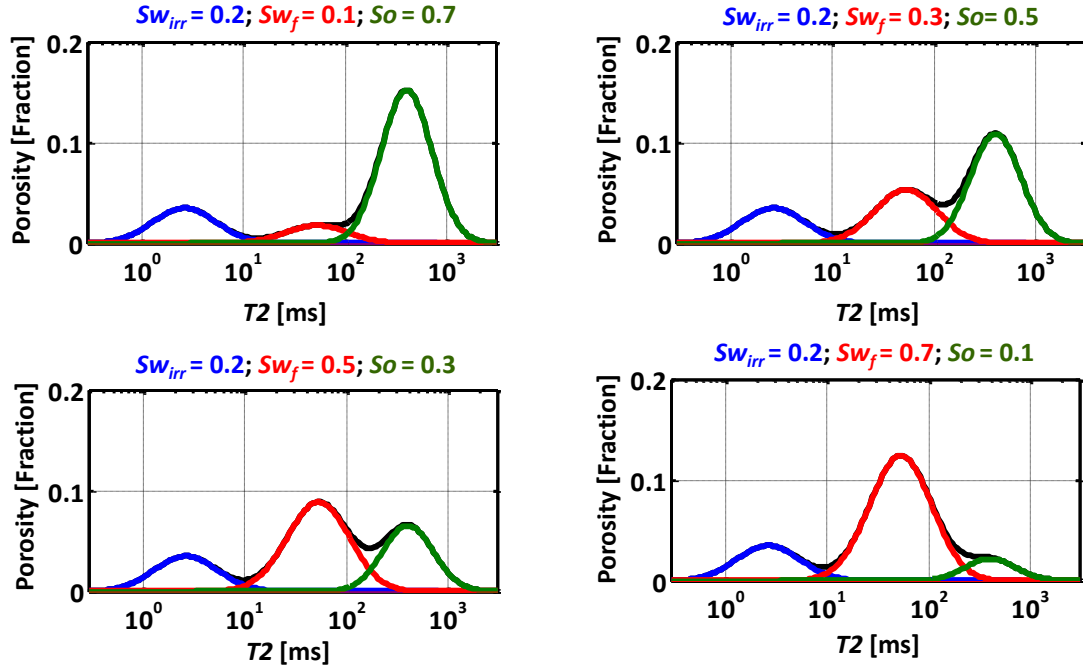 Sw_irr = 0.2; Sw_f = 0.1; So = 0.7
Porosity [Fraction]
0.2
0.1
0
10^0 10^1 10^2 10^3
T2 [ms]
Sw_irr = 0.2; Sw_f = 0.3; So = 0.5
Porosity [Fraction]
0.2
0.1
0
10^0 10^1 10^2 10^3
T2 [ms]
Sw_irr = 0.2; Sw_f = 0.5; So = 0.3
Porosity [Fraction]
0.2
0.1
0
10^0 10^1 10^2 10^3
T2 [ms]
Sw_irr = 0.2; Sw_f = 0.7; So = 0.1
Porosity [Fraction]
0.2
0.1
0
10^0 10^1 10^2 10^3
T2 [ms]